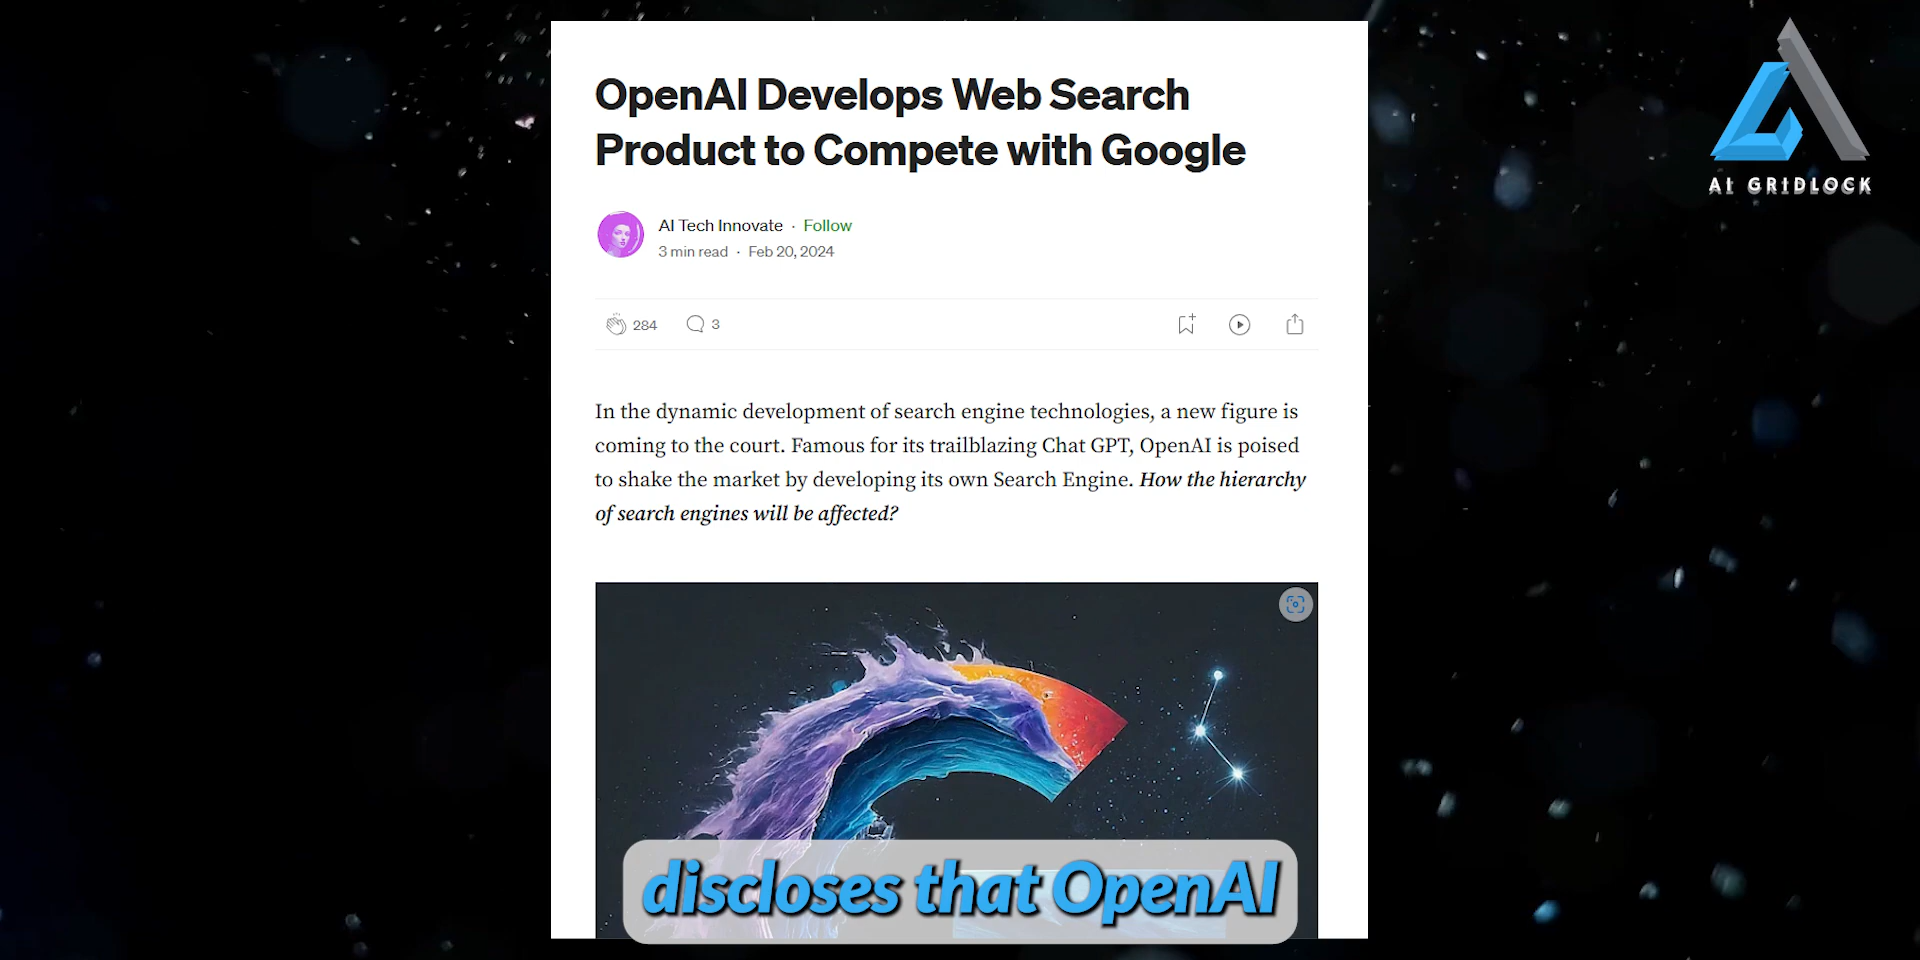 OpenAI Develops Web Search
Product to Compete with Google
AI Tech Innovate · Follow
3 min read · Feb 20, 2024
284 3
In the dynamic development of search engine technologies, a new figure is
coming to the court. Famous for its trailblazing Chat GPT, OpenAI is poised
to shake the market by developing its own Search Engine. How the hierarchy
of search engines will be affected?
discloses that OpenAI
AI GRIDLOCK